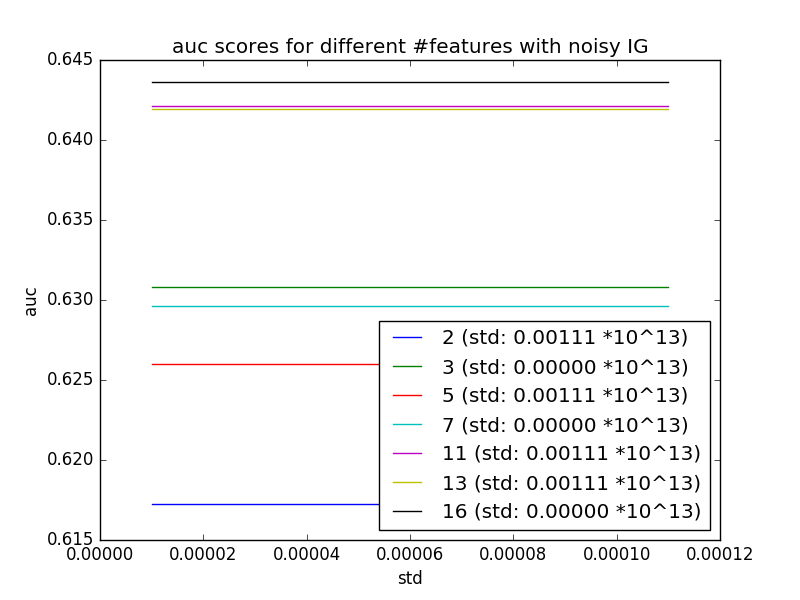 auc scores for different #features with noisy IG
0.645
0.640
0.635
0.630
0.625
0.620
0.615
auc
2 (std: 0.00111 *10^13)
3 (std: 0.00000 *10^13)
5 (std: 0.00111 *10^13)
7 (std: 0.00000 *10^13)
11 (std: 0.00111 *10^13)
13 (std: 0.00111 *10^13)
16 (std: 0.00000 *10^13)
0.00000 0.00002 0.00004 0.00006 0.00008 0.00010 0.00012
std